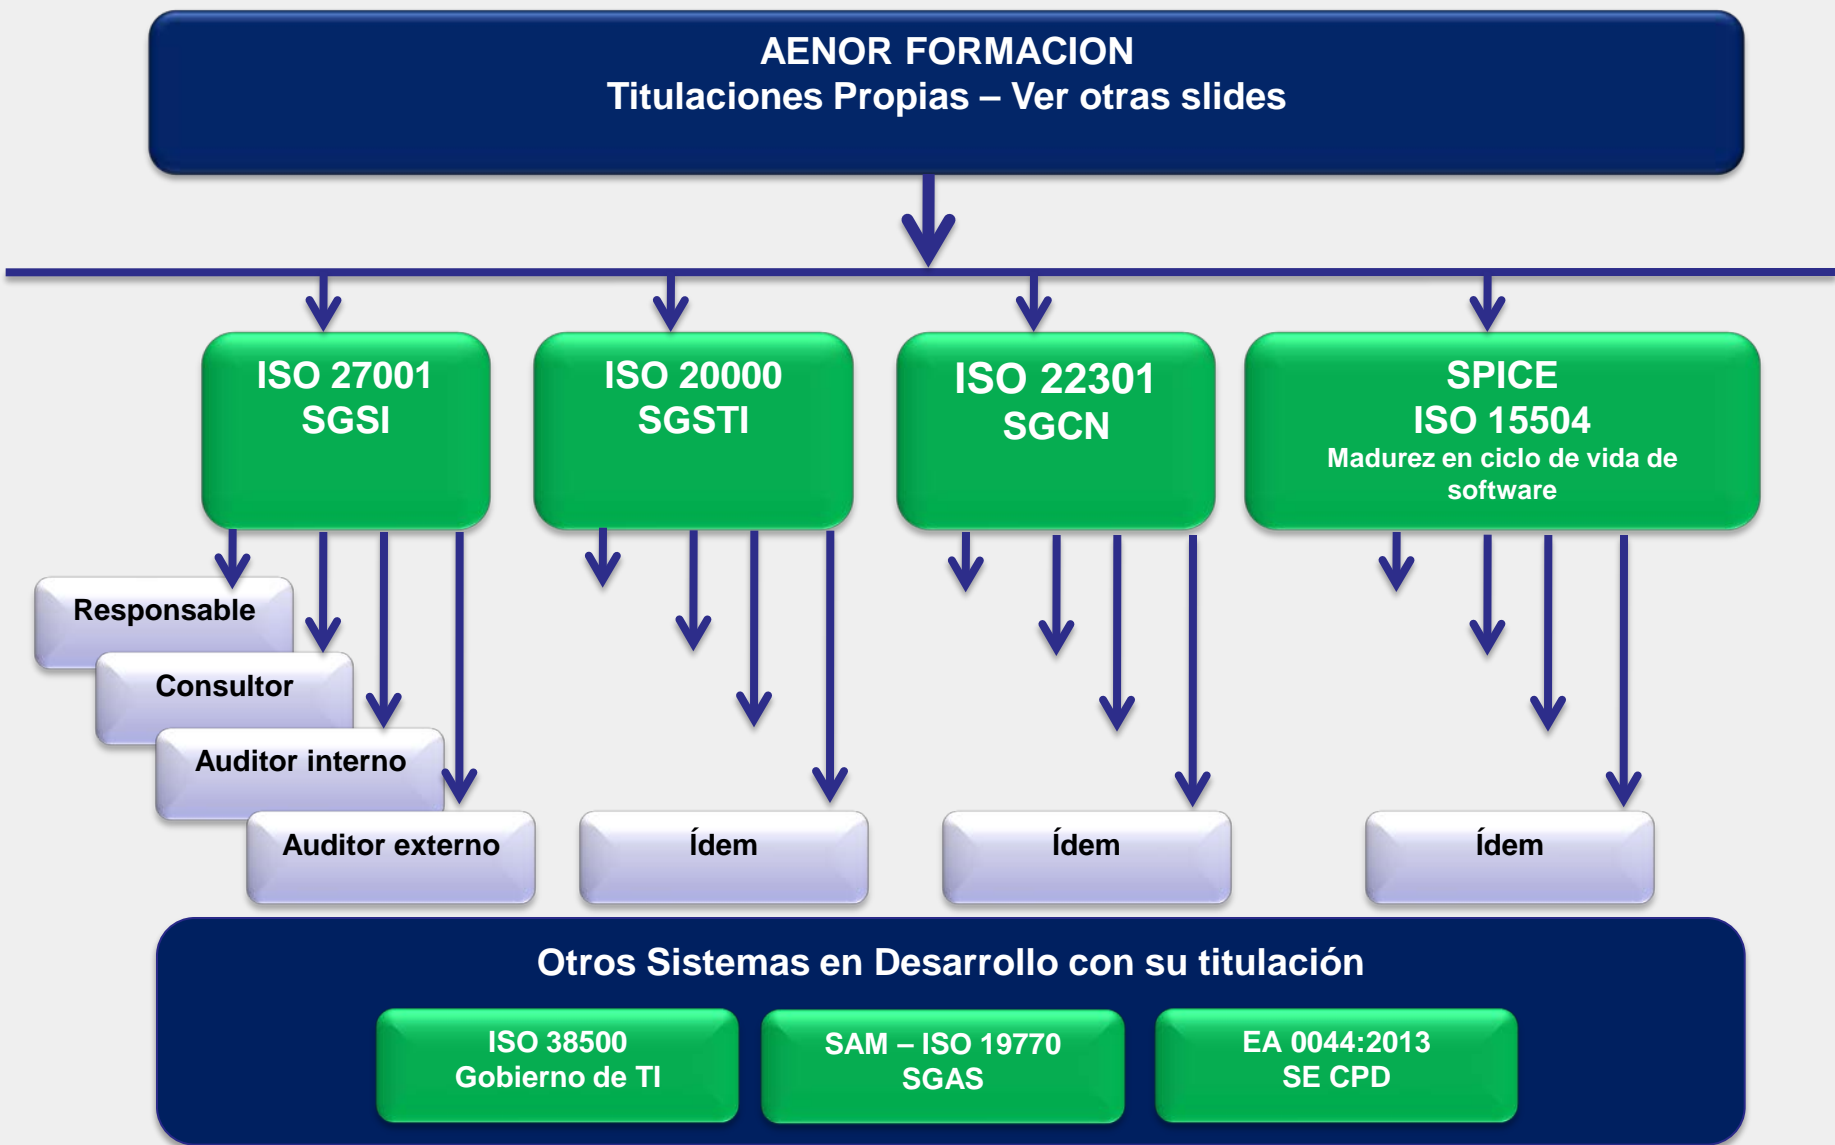 AENOR FORMACION
Titulaciones Propias – Ver otras slides
ISO 27001
SGSI
ISO 20000
SGSTI
ISO 22301
SGCN
SPICE
ISO 15504
Madurez en ciclo de vida de
software
Responsable
Consultor
Auditor interno
Auditor externo
Ídem
Ídem
Ídem
Otros Sistemas en Desarrollo con su titulación
ISO 38500
Gobierno de TI
SAM – ISO 19770
SGAS
EA 0044:2013
SE CPD